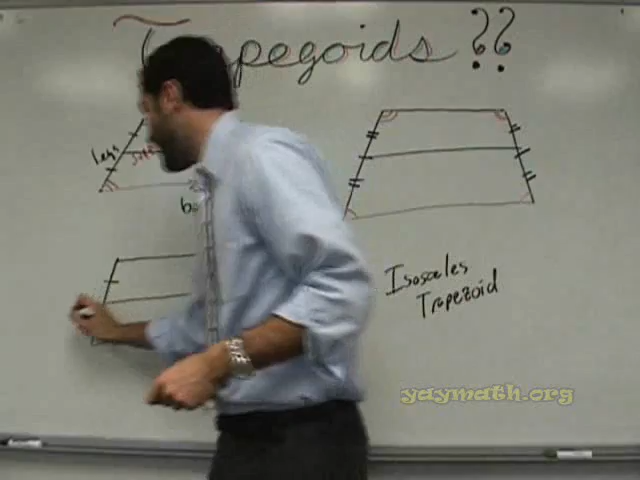 Trapezoids ??
legs
Isosceles
Trapezoid
yaymath.org